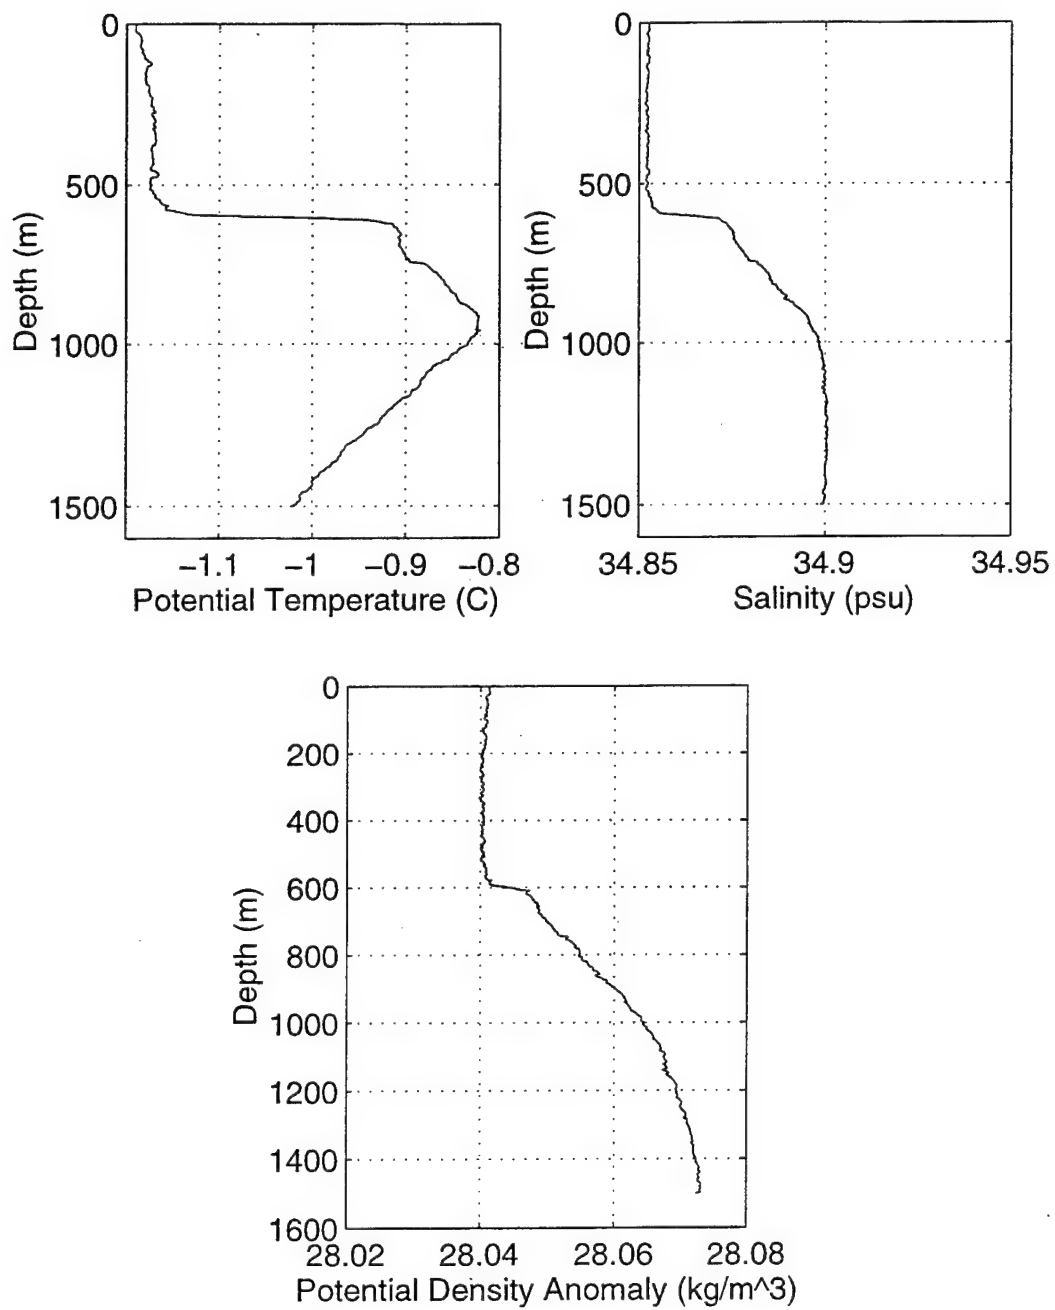 0
500
1000
1500
Depth (m)
−1.1 −1 −0.9 −0.8
Potential Temperature (C)
0
500
1000
1500
Depth (m)
34.85 34.9 34.95
Salinity (psu)
0
200
400
600
800
1000
1200
1400
1600
Depth (m)
28.02 28.04 28.06 28.08
Potential Density Anomaly (kg/m^3)